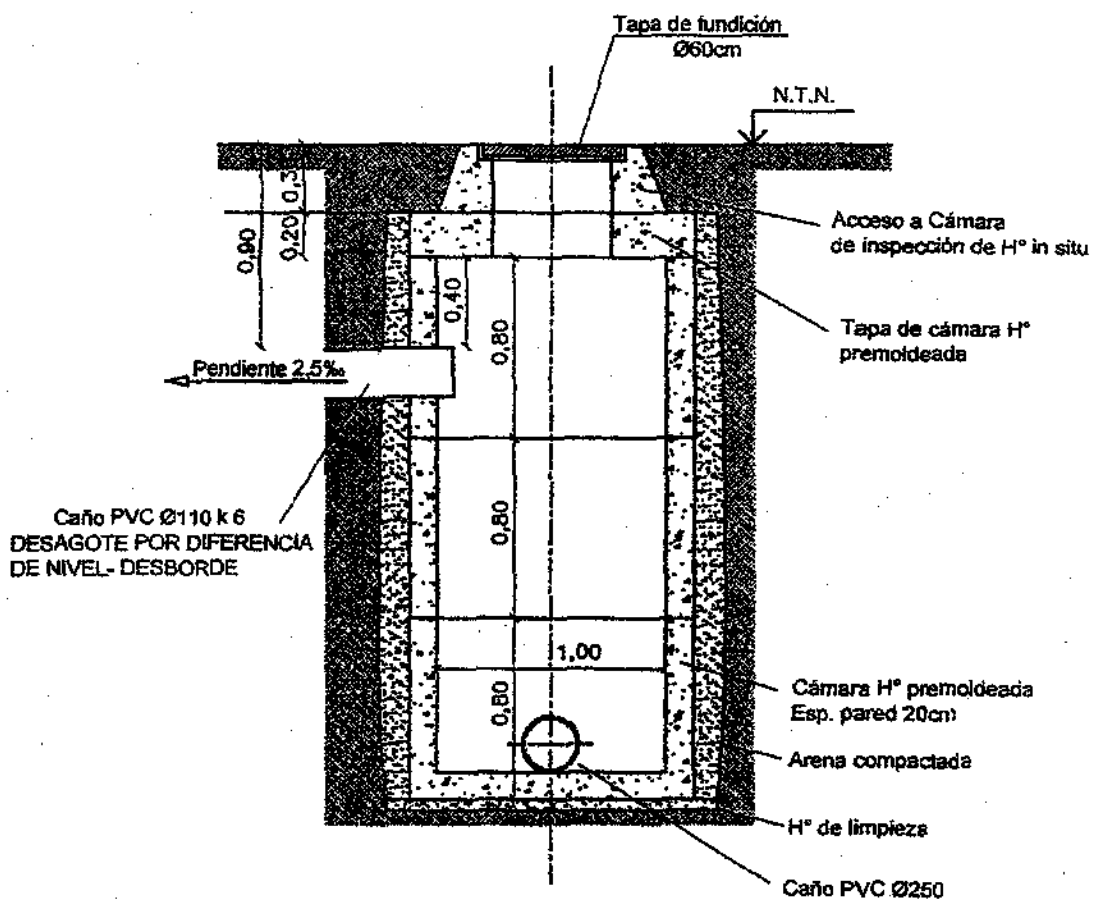 Tapa de fundición
Ø60cm
N.T.N.
0,3
0,20
0,90
0,40
0,80
Acceso a Cámara
de inspección de H° in situ
Tapa de cámara H°
premoldeada
Pendiente 2,5‰
Caño PVC Ø110 k 6
DESAGOTE POR DIFERENCIA
DE NIVEL- DESBORDE
0,80
1,00
0,80
Cámara H° premoldeada
Esp. pared 20cm
Arena compactada
H° de limpieza
Caño PVC Ø250